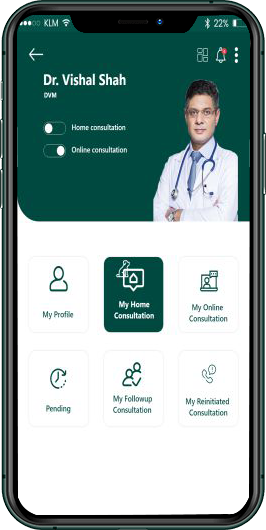 KLM 22%
Dr. Vishal Shah
DVM
Home consultation
Online consultation
My Profile
My Home
Consultation
My Online
Consultation
Pending
My Followup
Consultation
My Reinitiated
Consultation